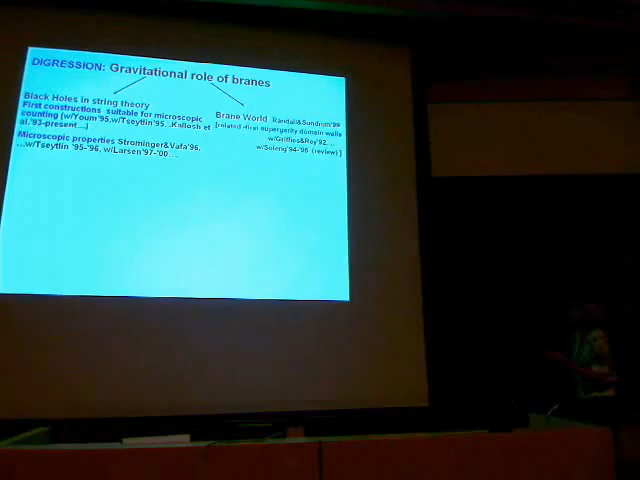 DIGRESSION: Gravitational role of branes
Black Holes in string theory
First constructions suitable for microscopic
counting (w/Youm'95,w/Tseytlin'95...Kallosh et
al.'93-present...)
Microscopic properties Strominger&Vafa'96,
...w/Tseytlin '95-'96, w/Larsen'97-'00....
Brane World Randall&Sundrum'99
[related -first supergravity domain walls
w/Griffies&Rey'92...
w/Soleng'94-'96 (review)]